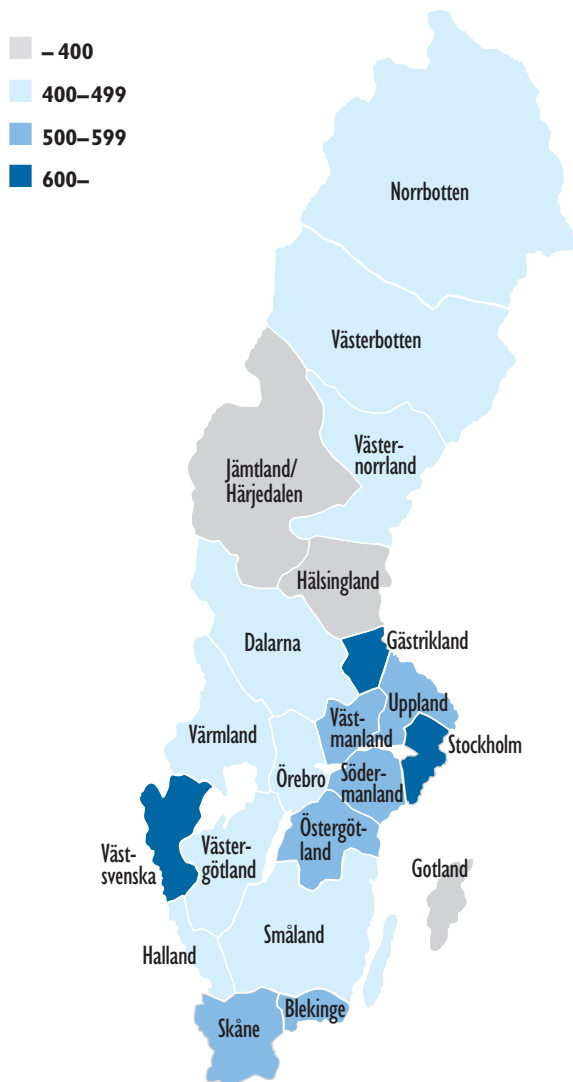 – 400
400–499
500–599
600–
Norrbotten
Västerbotten
Väster-
norrland
Jämtland/
Härjedalen
Hälsingland
Gästrikland
Dalarna
Uppland
Väst-
manland
Värmland
Stockholm
Örebro
Söder-
manland
Östergöt-
land
Väster-
götland
Väst-
svenska
Gotland
Småland
Halland
Blekinge
Skåne